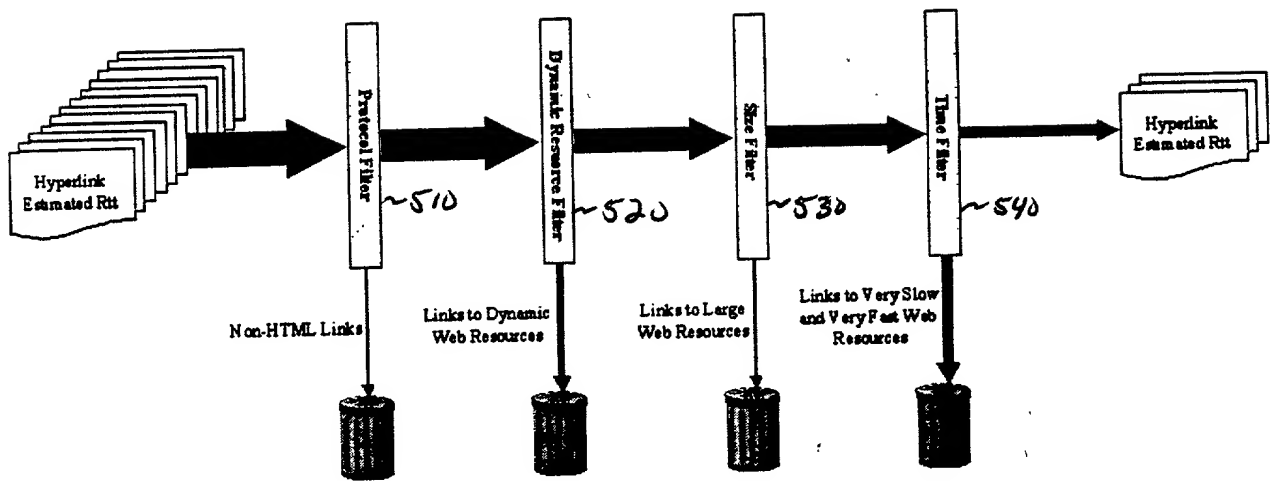 Hyperlink
Estimated Rtt
Protocol Filter
~510
Dynamic Resource Filter
~520
Size Filter
~530
Time Filter
~540
Hyperlink
Estimated Rtt
Non-HTML Links
Links to Dynamic
Web Resources
Links to Large
Web Resources
Links to Very Slow
and Very Fast Web
Resources